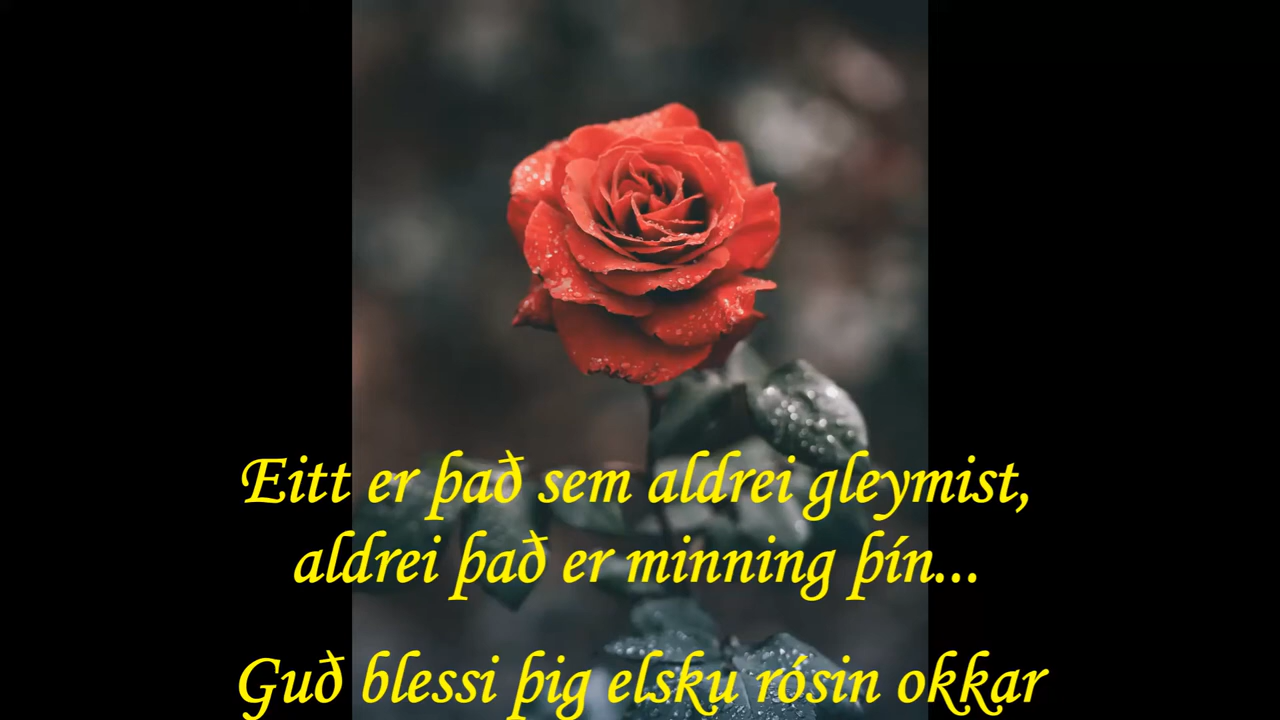 Eitt er það sem aldrei gleymist,
aldrei það er minning þín...
Guð blessi þig elsku rósin okkar